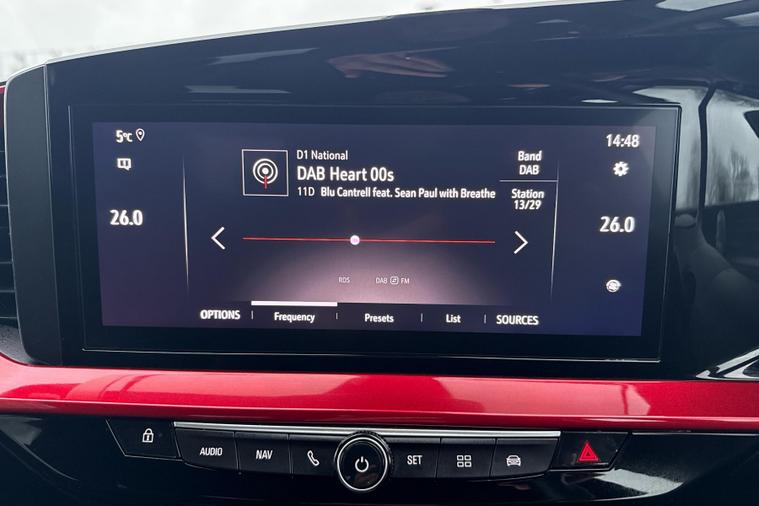 5°C
14:48
D1 National
DAB Heart 00s
11D Blu Cantrell feat. Sean Paul with Breathe
Band
DAB
Station
13/29
26.0
26.0
RDS
DAB FM
OPTIONS
Frequency
Presets
List
SOURCES
AUDIO
NAV
SET